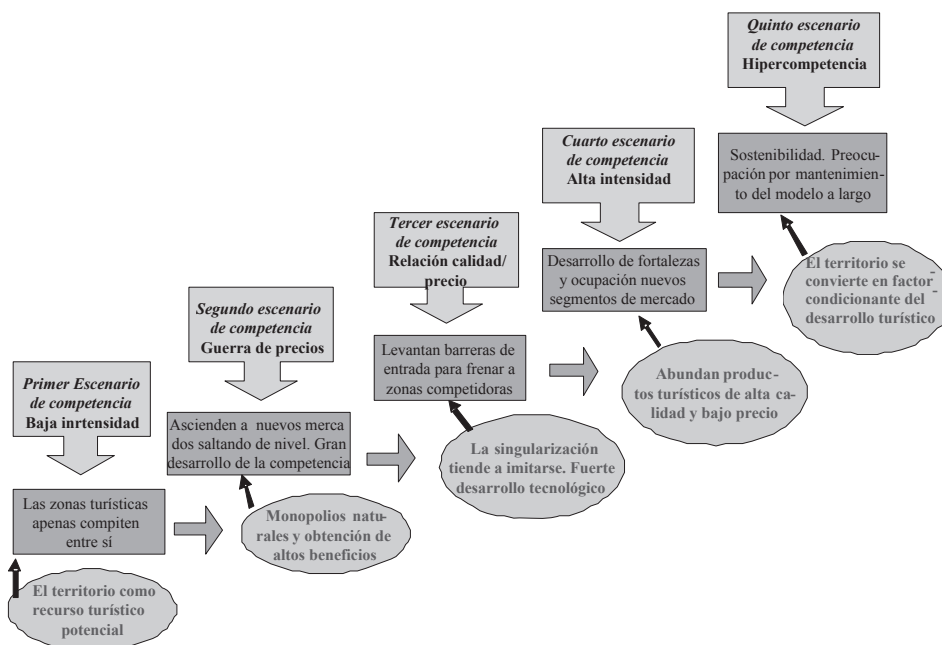 Primer Escenario
de competencia
Baja inrtensidad
Las zonas turísticas
apenas compiten
entre sí
El territorio como
recurso turístico
potencial
Segundo escenario
de competencia
Guerra de precios
Ascienden a nuevos merca
dos saltando de nivel. Gran
desarrollo de la competencia
Monopolios natu-
rales y obtención de
altos beneficios
Tercer escenario
de competencia
Relación calidad/
precio
Levantan barreras de
entrada para frenar a
zonas competidoras
La singularización
tiende a imitarse. Fuerte
desarrollo tecnológico
Cuarto escenario
de competencia
Alta intensidad
Desarrollo de fortalezas
y ocupación nuevos
segmentos de mercado
Abundan produc-
tos turísticos de alta ca-
lidad y bajo precio
Quinto escenario
de competencia
Hipercompetencia
Sostenibilidad. Preocu-
pación por mantenimien-
to del modelo a largo
El territorio se
convierte en factor
condicionante del
desarrollo turístico